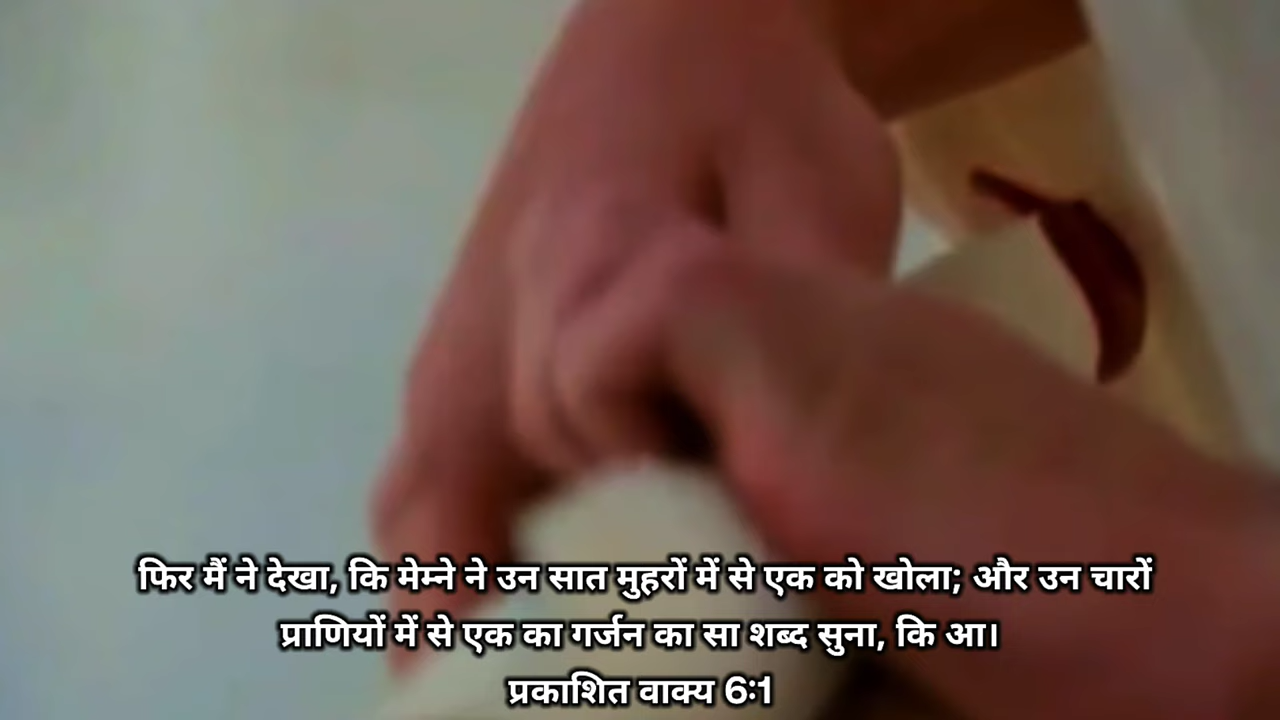 फिर मैं ने देखा, कि मेम्ने ने उन सात मुहरों में से एक को खोला; और उन चारों
प्राणियों में से एक का गर्जन का सा शब्द सुना, कि आ।
प्रकाशित वाक्य 6:1